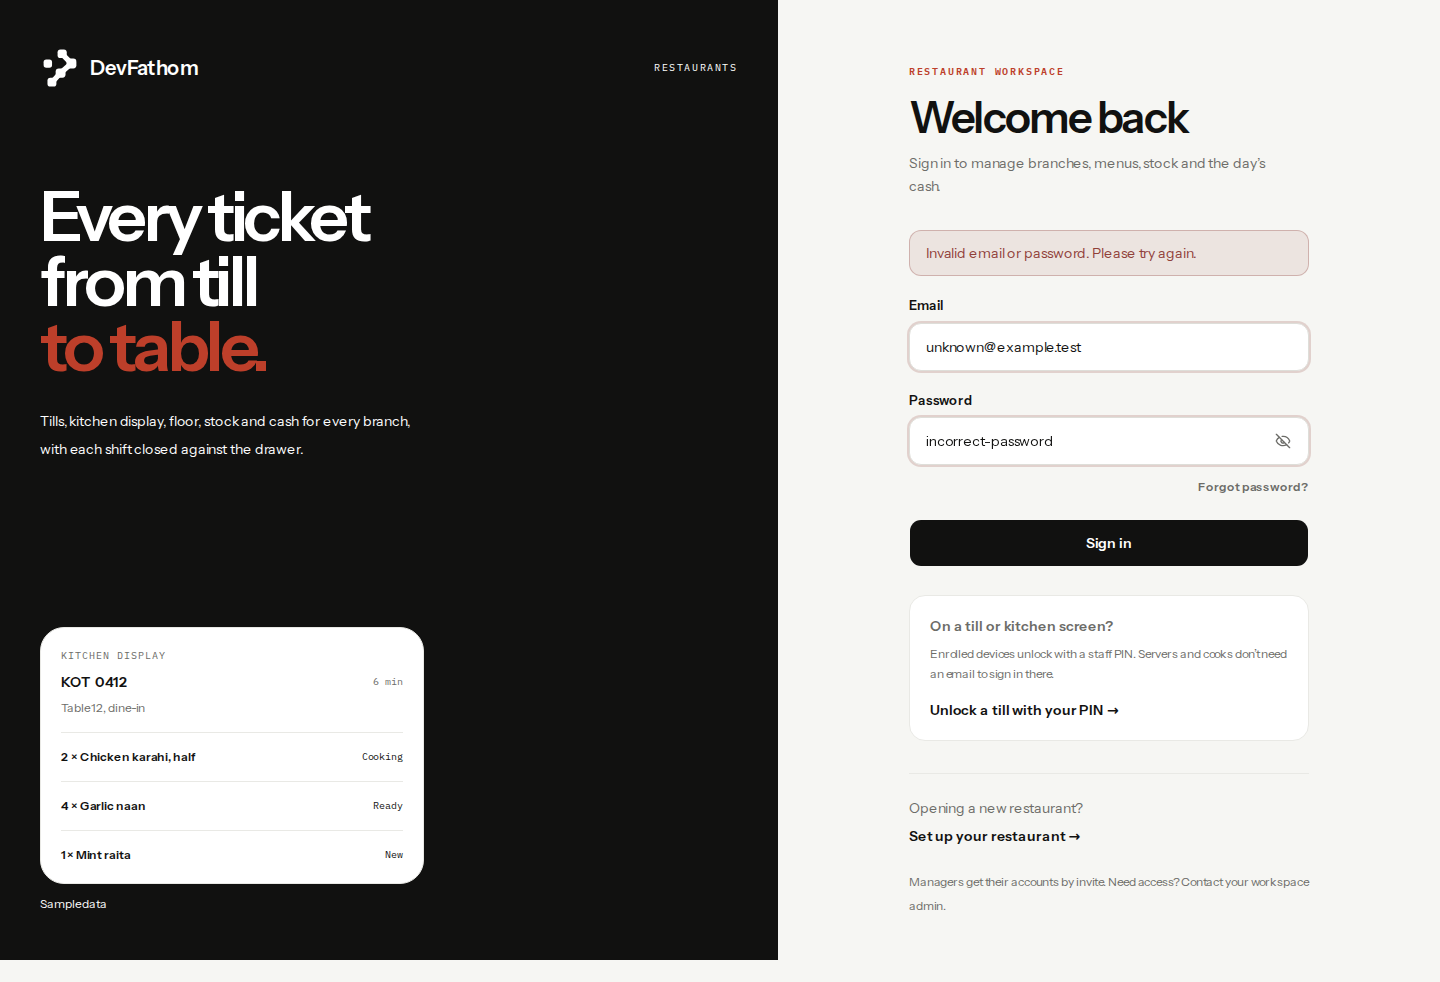 DevFathom
RESTAURANTS
Every ticket
from till
to table.
Tills, kitchen display, floor, stock and cash for every branch,
with each shift closed against the drawer.
KITCHEN DISPLAY
KOT 0412
6 min
Table 12, dine-in
2 × Chicken karahi, half
Cooking
4 × Garlic naan
Ready
1 × Mint raita
New
Sample data
RESTAURANT WORKSPACE
Welcome back
Sign in to manage branches, menus, stock and the day's
cash.
Invalid email or password. Please try again.
Email
unknown@example.test
Password
incorrect-password
Forgot password?
Sign in
On a till or kitchen screen?
Enrolled devices unlock with a staff PIN. Servers and cooks don't need
an email to sign in there.
Unlock a till with your PIN →
Opening a new restaurant?
Set up your restaurant →
Managers get their accounts by invite. Need access? Contact your workspace
admin.